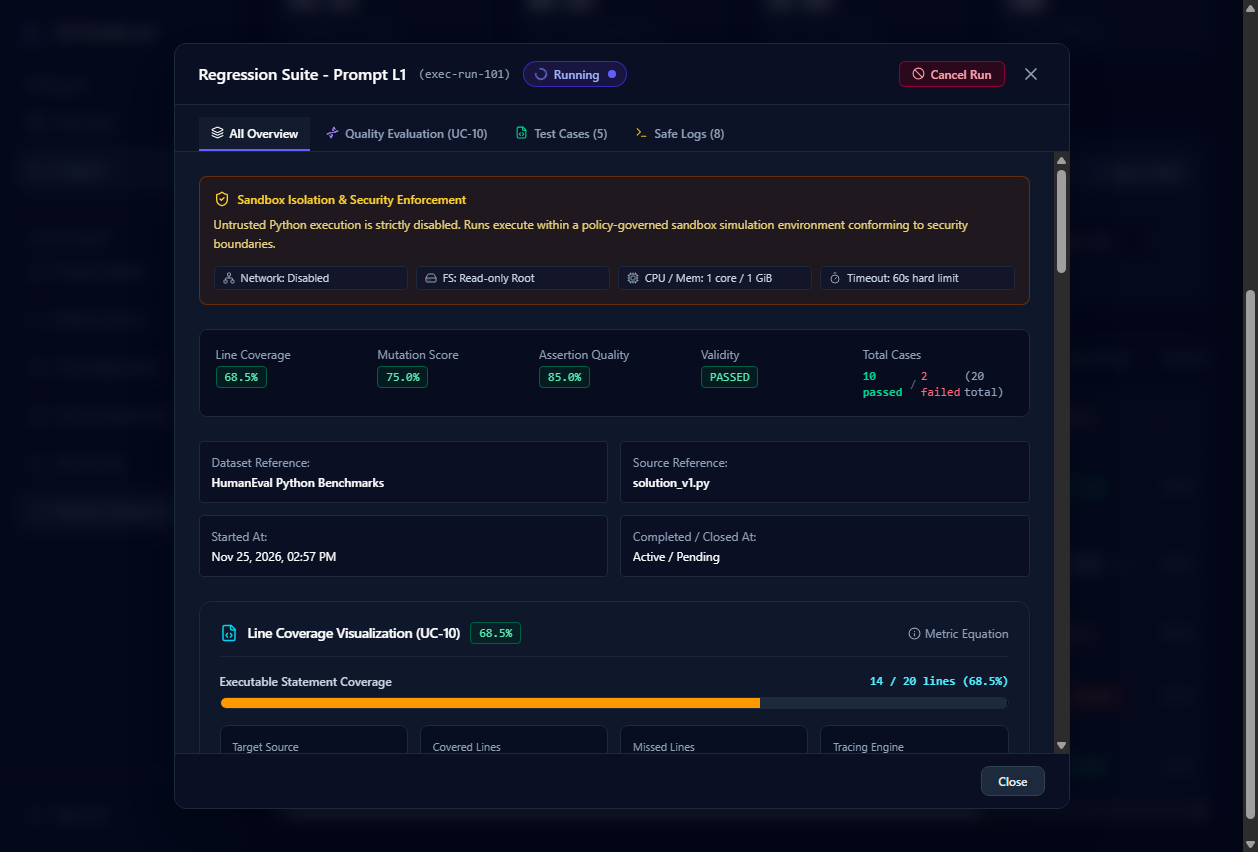 Regression Suite - Prompt L1 (exec-run-101) Running Cancel Run
All Overview Quality Evaluation (UC-10) Test Cases (5) Safe Logs (8)
Sandbox Isolation & Security Enforcement
Untrusted Python execution is strictly disabled. Runs execute within a policy-governed sandbox simulation environment conforming to security
boundaries.
Network: Disabled FS: Read-only Root CPU / Mem: 1 core / 1 GiB Timeout: 60s hard limit
Line Coverage Mutation Score Assertion Quality Validity Total Cases
68.5% 75.0% 85.0% PASSED 10 passed / 2 failed (20 total)
Dataset Reference:
HumanEval Python Benchmarks
Source Reference:
solution_v1.py
Started At:
Nov 25, 2026, 02:57 PM
Completed / Closed At:
Active / Pending
Line Coverage Visualization (UC-10) 68.5% Metric Equation
Executable Statement Coverage 14 / 20 lines (68.5%)
Target Source Covered Lines Missed Lines Tracing Engine
Close